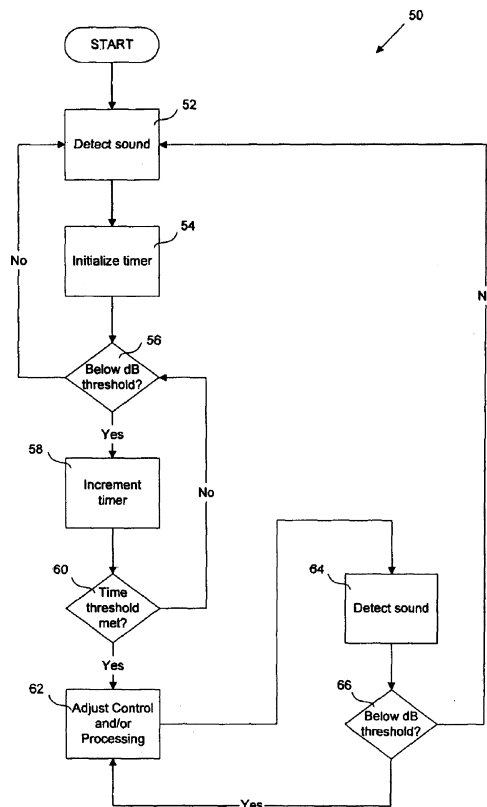 50
START
52
Detect sound
54
Initialize timer
No
56
Below dB
threshold?
Yes
58
Increment
timer
No
60
Time
threshold
met?
Yes
62
Adjust Control
and/or
Processing
64
Detect sound
66
Below dB
threshold?
Yes
N